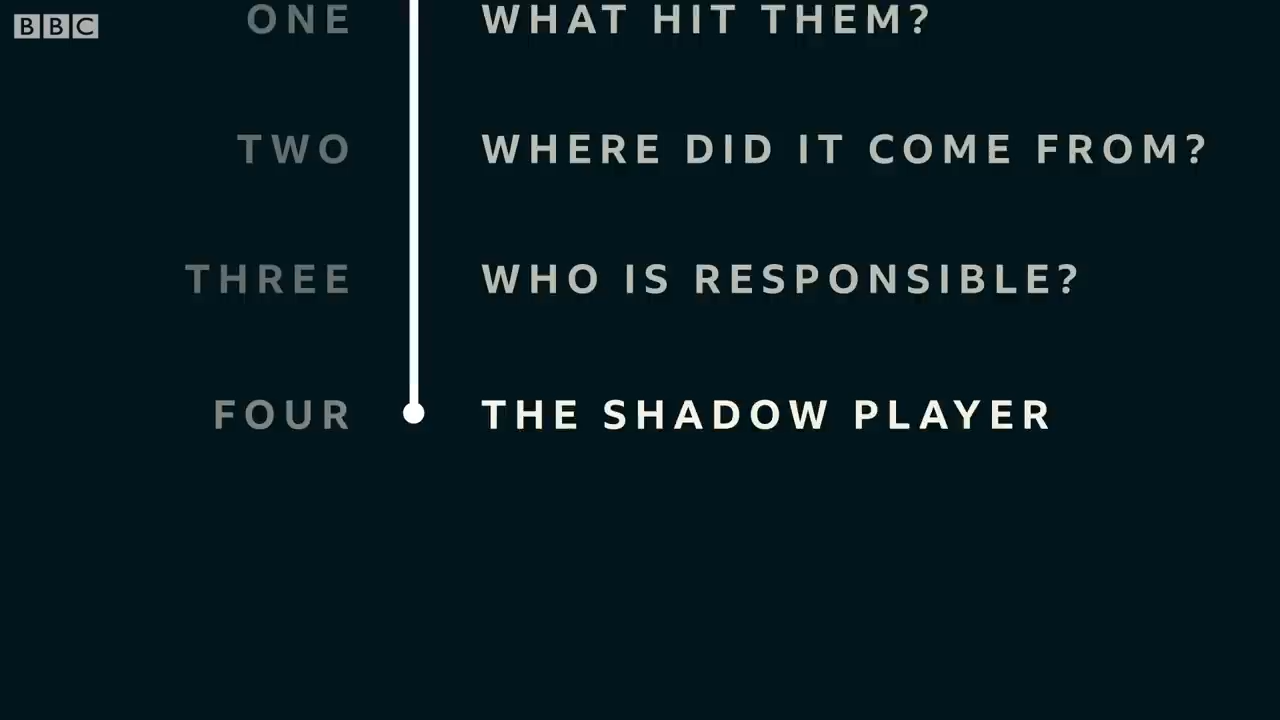 BBC
ONE WHAT HIT THEM?
TWO WHERE DID IT COME FROM?
THREE WHO IS RESPONSIBLE?
FOUR THE SHADOW PLAYER